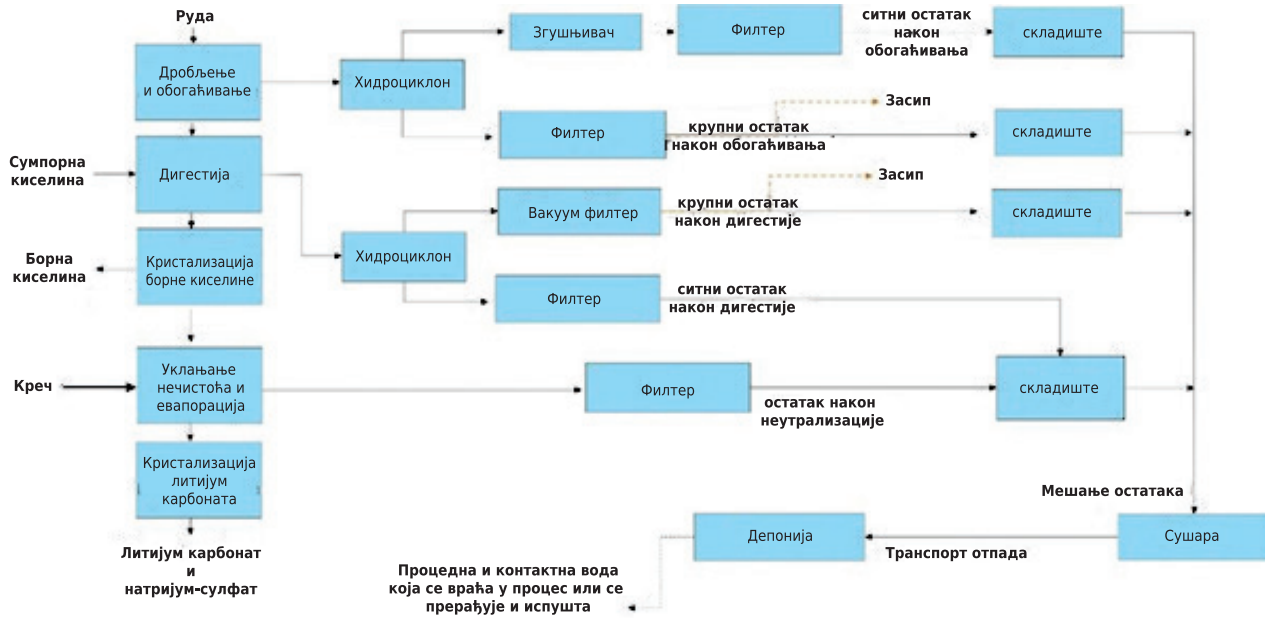 Руда
Дробљење
и обогаћивање
Хидроциклон
Згушњивач
Филтер
ситни остатак
након
обогаћивања
складиште
Филтер
крупни остатак
након обогаћивања
Засип
складиште
Сумпорна
киселина
Дигестија
Хидроциклон
Вакуум филтер
крупни остатак
након дигестије
Засип
складиште
Филтер
ситни остатак
након дигестије
Борна
киселина
Кристализација
борне киселине
Креч
Уклањање
нечистоћа и
евапорација
Филтер
остатак након
неутрализације
складиште
Кристализација
литијум
карбоната
Литијум карбонат
и
натријум-сулфат
Мешање остатака
Сушара
Транспорт отпада
Депонија
Процедна и контактна вода
која се враћа у процес или се
прерађује и испушта